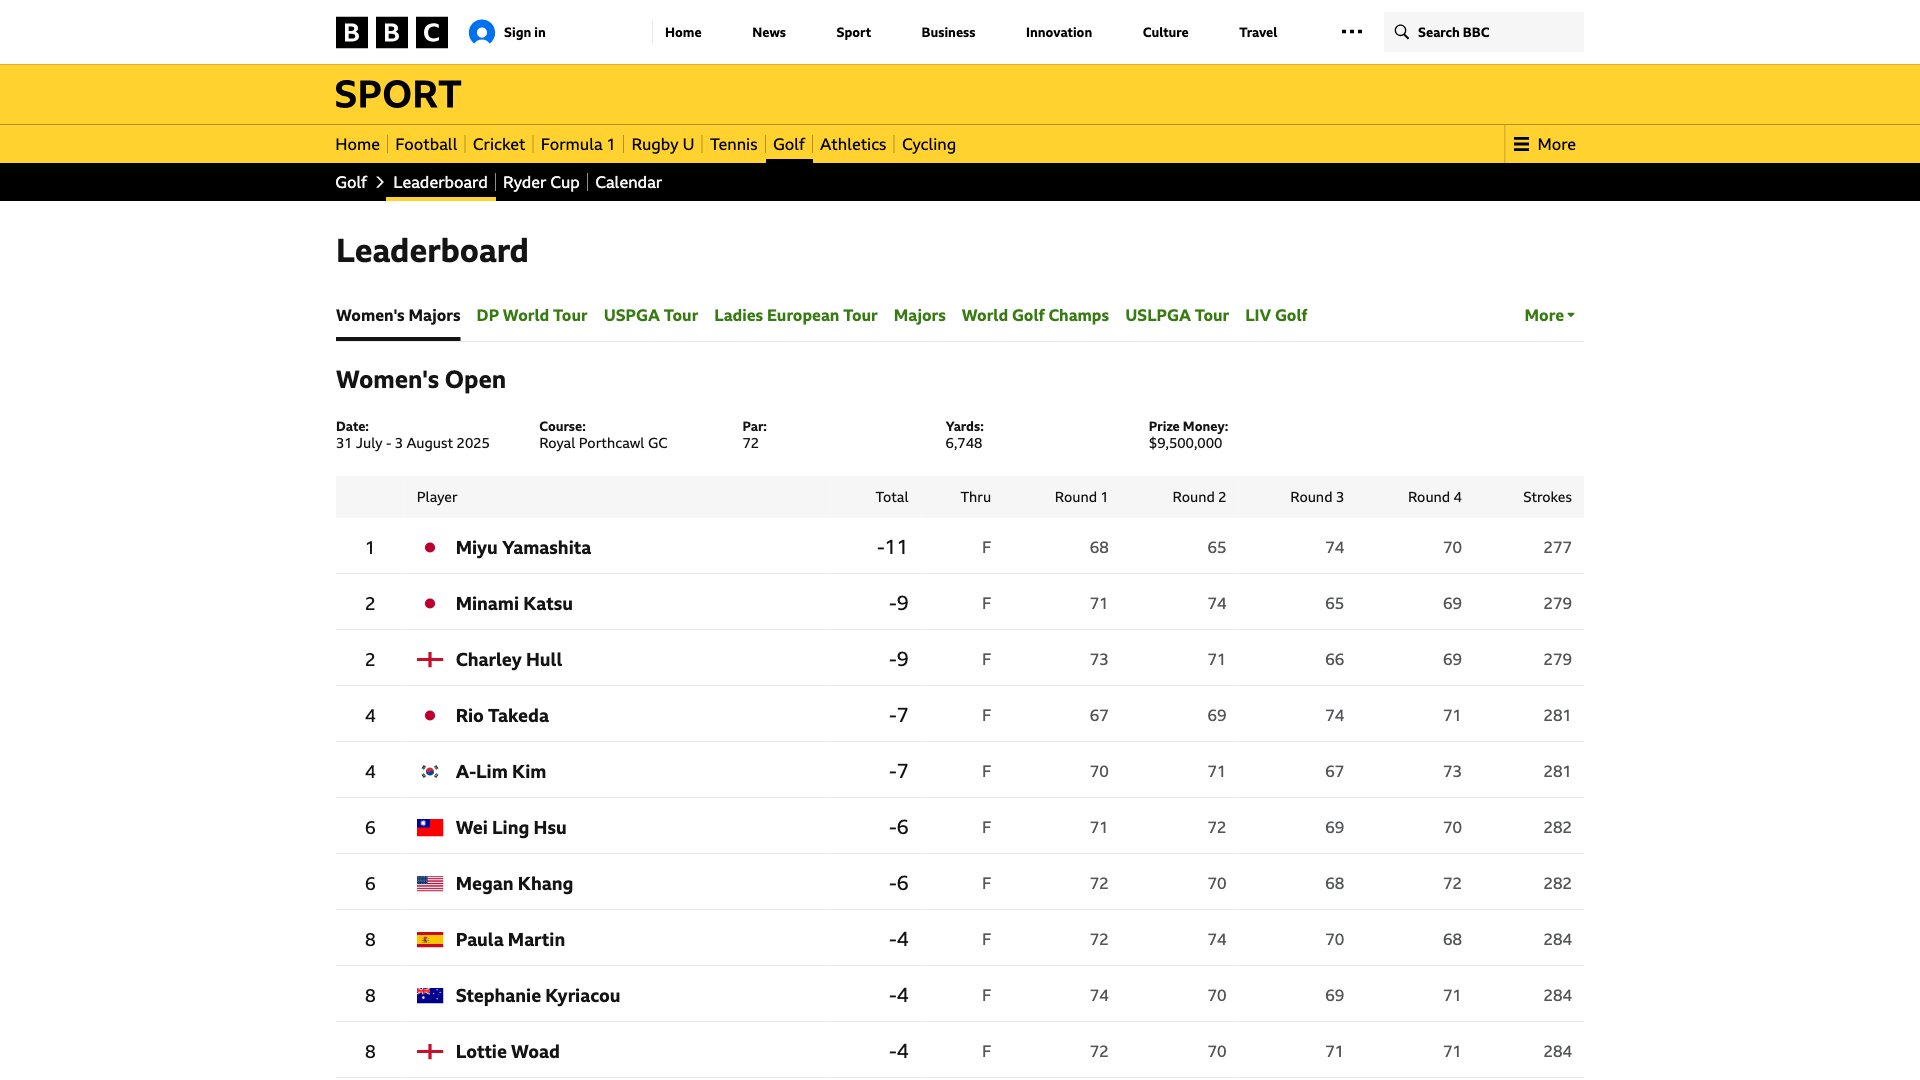 BBC Sign in Home News Sport Business Innovation Culture Travel Search BBC
SPORT
Home Football Cricket Formula 1 Rugby U Tennis Golf Athletics Cycling More
Golf Leaderboard Ryder Cup Calendar
Leaderboard
Women's Majors DP World Tour USPGA Tour Ladies European Tour Majors World Golf Champs USLPGA Tour LIV Golf More
Women's Open
Date: Course: Par: Yards: Prize Money:
31 July - 3 August 2025 Royal Porthcawl GC 72 6,748 $9,500,000
Player Total Thru Round 1 Round 2 Round 3 Round 4 Strokes
1 Miyu Yamashita -11 F 68 65 74 70 277
2 Minami Katsu -9 F 71 74 65 69 279
2 Charley Hull -9 F 73 71 66 69 279
4 Rio Takeda -7 F 67 69 74 71 281
4 A-Lim Kim -7 F 70 71 67 73 281
6 Wei Ling Hsu -6 F 71 72 69 70 282
6 Megan Khang -6 F 72 70 68 72 282
8 Paula Martin -4 F 72 74 70 68 284
8 Stephanie Kyriacou -4 F 74 70 69 71 284
8 Lottie Woad -4 F 72 70 71 71 284